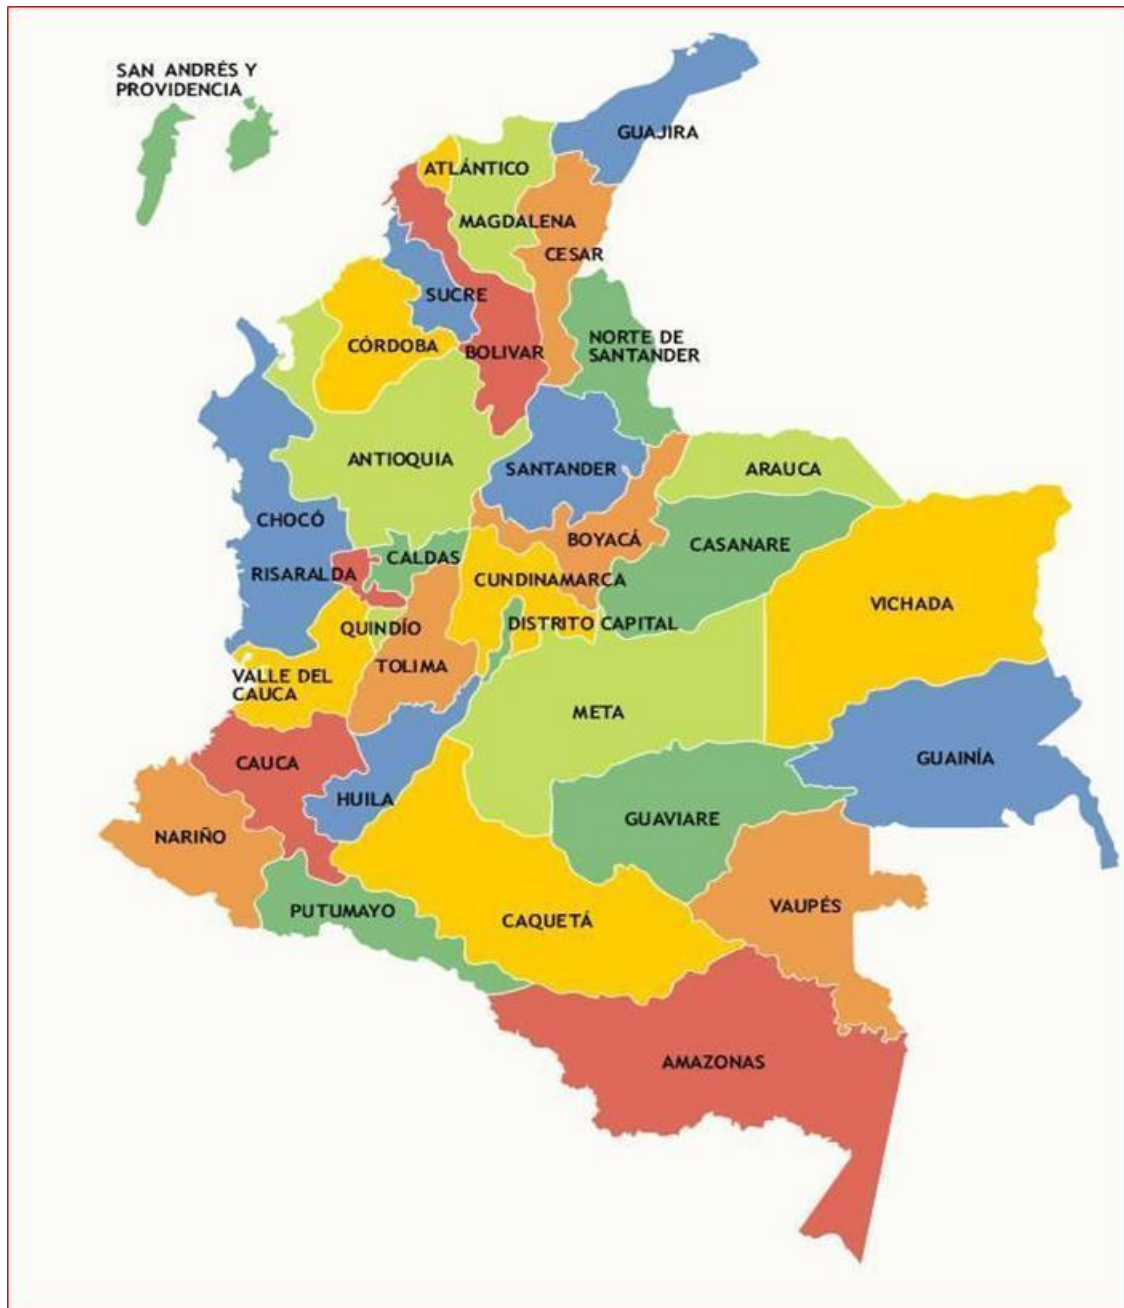 SAN ANDRÉS Y
PROVIDENCIA
GUAJIRA
ATLÁNTICO
MAGDALENA
CESAR
SUCRE
NORTE DE
SANTANDER
CÓRDOBA
BOLIVAR
ANTIOQUIA
SANTANDER
ARAUCA
CHOCÓ
BOYACÁ
CASANARE
CALDAS
RISARALDA
CUNDINAMARCA
VICHADA
QUINDÍO
DISTRITO CAPITAL
TOLIMA
VALLE DEL
CAUCA
META
CAUCA
GUAINÍA
HUILA
GUAVIARE
NARIÑO
VAUPÉS
PUTUMAYO
CAQUETÁ
AMAZONAS